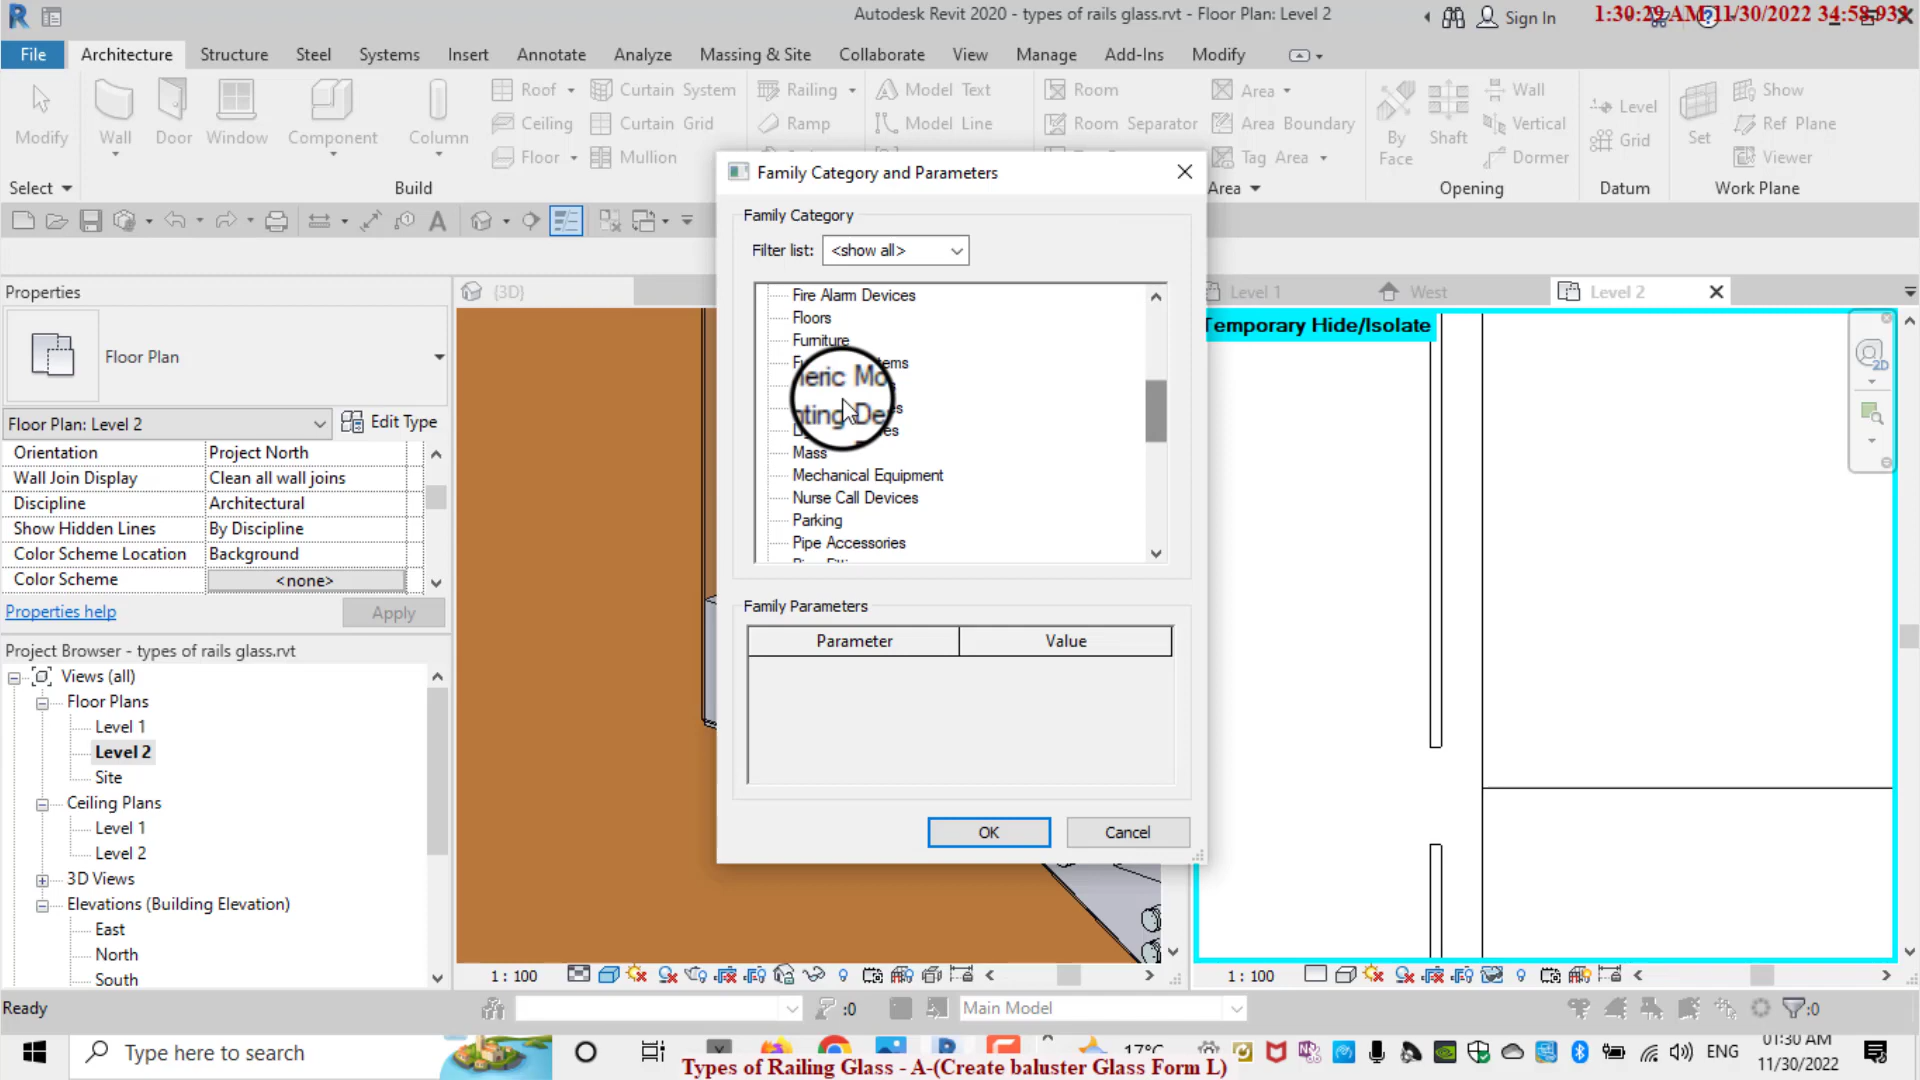 Autodesk Revit 2020 - types of rails glass.rvt - Floor Plan: Level 2
Sign In
1:30:29 AM 11/30/2022 34:58.933
File Architecture Structure Steel Systems Insert Annotate Analyze Massing & Site Collaborate View Manage Add-Ins Modify
Modify
Wall
Door
Window
Component
Column
Roof
Ceiling
Floor
Curtain System
Curtain Grid
Mullion
Railing
Ramp
Model Text
Model Line
Room
Room Separator
Area
Area Boundary
Tag Area
By Face
Shaft
Wall
Vertical
Dormer
Level
Grid
Set
Show
Ref Plane
Viewer
Select
Build
Area
Opening
Datum
Work Plane
Properties
Floor Plan
Floor Plan: Level 2
Edit Type
Orientation Project North
Wall Join Display Clean all wall joins
Discipline Architectural
Show Hidden Lines By Discipline
Color Scheme Location Background
Color Scheme <none>
Properties help
Apply
Project Browser - types of rails glass.rvt
Views (all)
Floor Plans
Level 1
Level 2
Site
Ceiling Plans
Level 1
Level 2
3D Views
Elevations (Building Elevation)
East
North
South
{3D}
Level 1
West
Level 2
Temporary Hide/Isolate
2D
Family Category and Parameters
Family Category
Filter list: <show all>
Fire Alarm Devices
Floors
Furniture
Mass
Mechanical Equipment
Nurse Call Devices
Parking
Pipe Accessories
Family Parameters
Parameter Value
OK Cancel
1 : 100
1 : 100
Ready
:0
Main Model
:0
Type here to search
17°C
ENG
01:30 AM
11/30/2022
Types of Railing Glass - A-(Create baluster Glass Form L)